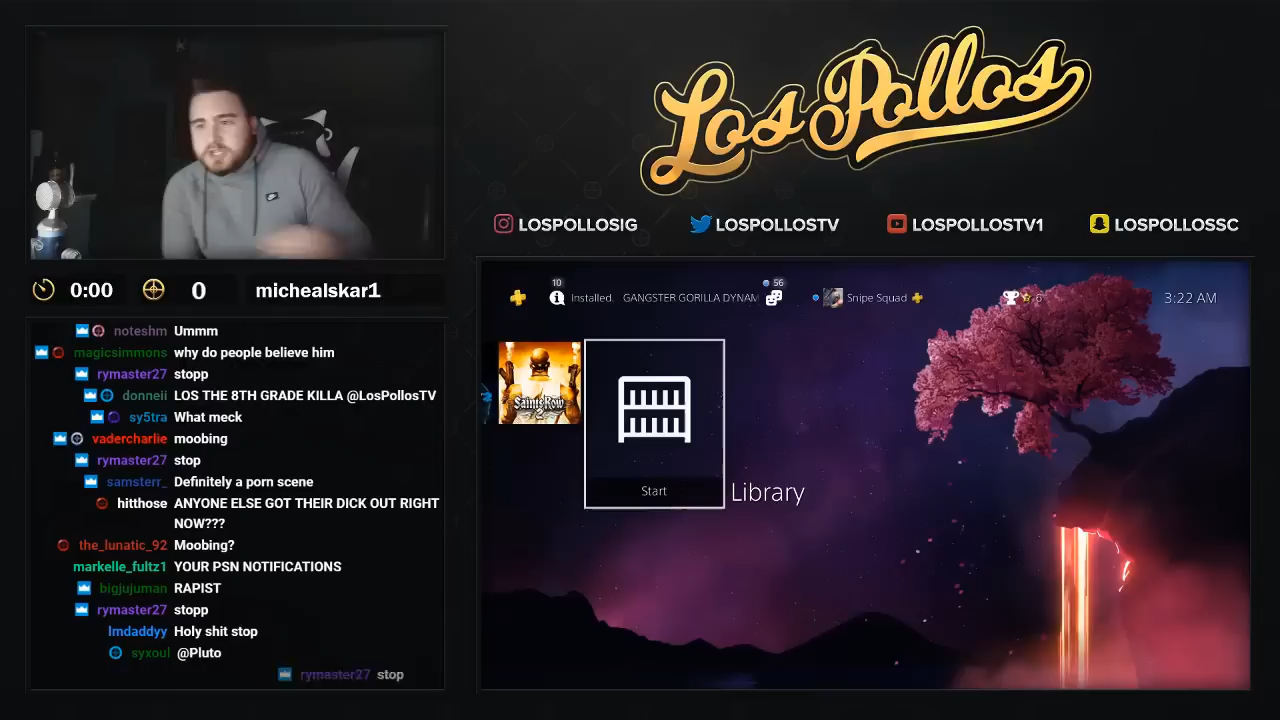 Los Pollos
LOSPOLLOSIG
LOSPOLLOSTV
LOSPOLLOSTV1
LOSPOLLOSSC
0:00
0
michealskar1
noteshm Ummm
magicsimmons why do people believe him
rymaster27 stopp
donneii LOS THE 8TH GRADE KILLA @LosPollosTV
sy5tra What meck
vadercharlie moobing
rymaster27 stop
samsterr_ Definitely a porn scene
hitthose ANYONE ELSE GOT THEIR DICK OUT RIGHT
NOW???
the_lunatic_92 Moobing?
markelle_fultz1 YOUR PSN NOTIFICATIONS
bigjujuman RAPIST
rymaster27 stopp
lmdaddyy Holy shit stop
syxoul @Pluto
rymaster27 stop
10
Installed. GANGSTER GORILLA DYNAM
56
Snipe Squad
6
3:22 AM
Saints Row
2
Start
Library